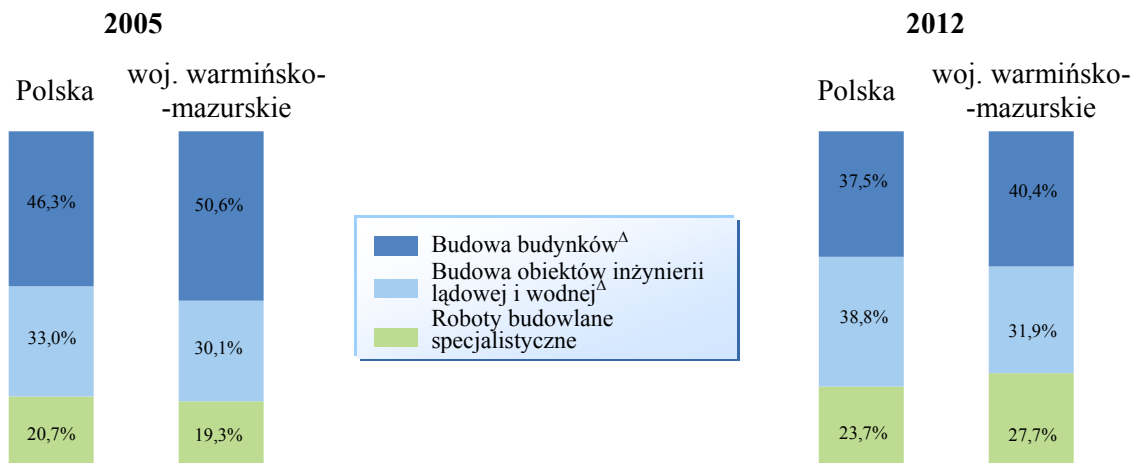 2005
Polska
woj. warmińsko-
-mazurskie
46,3%
50,6%
33,0%
30,1%
20,7%
19,3%
Budowa budynków^Δ
Budowa obiektów inżynierii
lądowej i wodnej^Δ
Roboty budowlane
specjalistyczne
2012
Polska
woj. warmińsko-
-mazurskie
37,5%
40,4%
38,8%
31,9%
23,7%
27,7%